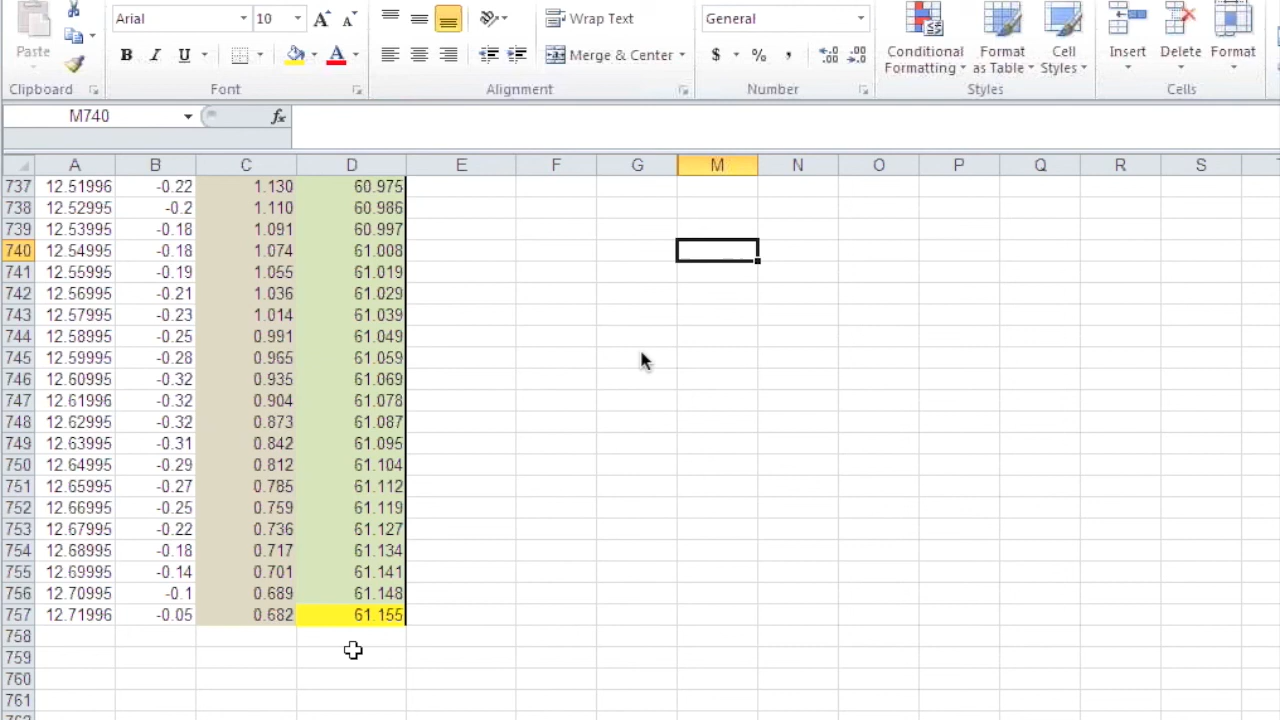 Arial 10 A A Wrap Text General
Paste B I U Merge & Center $ % , .0 .00 .00 .0 Conditional Formatting Format as Table Cell Styles Insert Delete Format
Clipboard Font Alignment Number Styles Cells
M740 fx
A B C D E F G M N O P Q R S
737 12.51996 -0.22 1.130 60.975
738 12.52995 -0.2 1.110 60.986
739 12.53995 -0.18 1.091 60.997
740 12.54995 -0.18 1.074 61.008
741 12.55995 -0.19 1.055 61.019
742 12.56995 -0.21 1.036 61.029
743 12.57995 -0.23 1.014 61.039
744 12.58995 -0.25 0.991 61.049
745 12.59995 -0.28 0.965 61.059
746 12.60995 -0.32 0.935 61.069
747 12.61996 -0.32 0.904 61.078
748 12.62995 -0.32 0.873 61.087
749 12.63995 -0.31 0.842 61.095
750 12.64995 -0.29 0.812 61.104
751 12.65995 -0.27 0.785 61.112
752 12.66995 -0.25 0.759 61.119
753 12.67995 -0.22 0.736 61.127
754 12.68995 -0.18 0.717 61.134
755 12.69995 -0.14 0.701 61.141
756 12.70995 -0.1 0.689 61.148
757 12.71996 -0.05 0.682 61.155
758
759
760
761